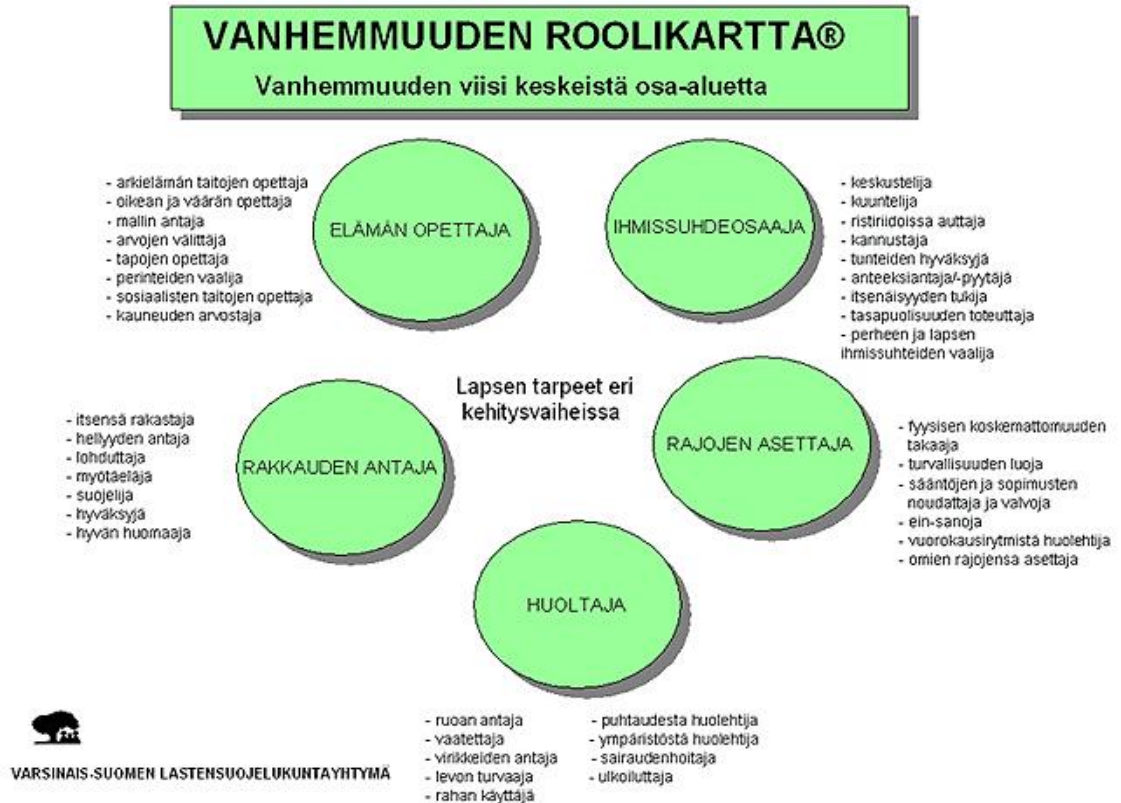 VANHEMMUUDEN ROOLIKARTTA®
Vanhemmuuden viisi keskeistä osa-aluetta
- arkielämän taitojen opettaja
- oikean ja väärän opettaja
- mallin antaja
- arvojen välittäjä
- tapojen opettaja
- perinteiden vaalija
- sosiaalisten taitojen opettaja
- kauneuden arvostaja
ELÄMÄN OPETTAJA
IHMISSUHDEOSAAJA
- keskustelija
- kuuntelija
- ristiriidoissa auttaja
- kannustaja
- tunteiden hyväksyjä
- anteeksiantaja/-pyytäjä
- itsenäisyyden tukija
- tasapuolisuuden toteuttaja
- perheen ja lapsen
ihmissuhteiden vaalija
Lapsen tarpeet eri
kehitysvaiheissa
- itsensä rakastaja
- hellyyden antaja
- lohduttaja
- myötäeläjä
- suojelija
- hyväksyjä
- hyvän huomaaja
RAKKAUDEN ANTAJA
RAJOJEN ASETTAJA
- fyysisen koskemattomuuden
takaaja
- turvallisuuden luoja
- sääntöjen ja sopimusten
noudattaja ja valvoja
- ein-sanoja
- vuorokausirytmistä huolehtija
- omien rajojensa asettaja
HUOLTAJA
- ruoan antaja
- vaatettaja
- virikkeiden antaja
- levon turvaaja
- rahan käyttäjä
- puhtaudesta huolehtija
- ympäristöstä huolehtija
- sairaudenhoitaja
- ulkoiluttaja
VARSINAIS-SUOMEN LASTENSUOJELUKUNTAYHTYMÄ